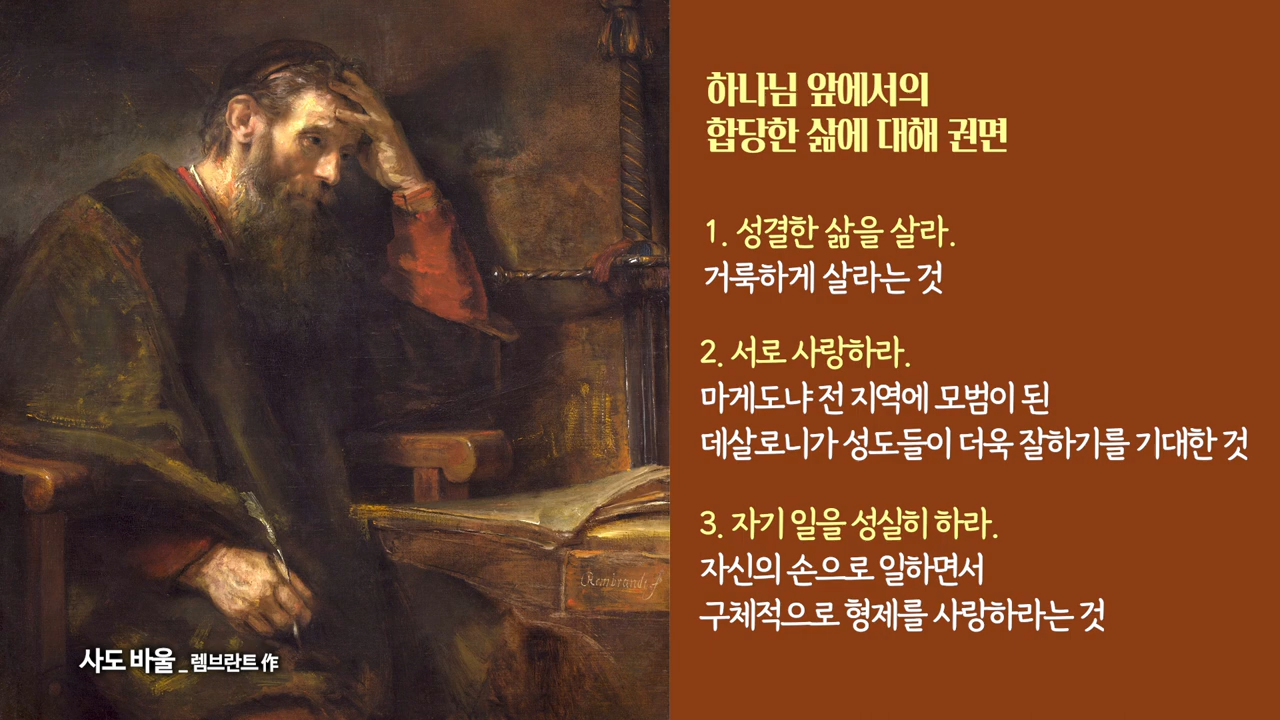 하나님 앞에서의
합당한 삶에 대해 권면
1. 성결한 삶을 살라.
거룩하게 살라는 것
2. 서로 사랑하라.
마게도냐 전 지역에 모범이 된
데살로니가 성도들이 더욱 잘하기를 기대한 것
3. 자기 일을 성실히 하라.
자신의 손으로 일하면서
구체적으로 형제를 사랑하라는 것
Rembrandt f
사도 바울 _ 렘브란트 作